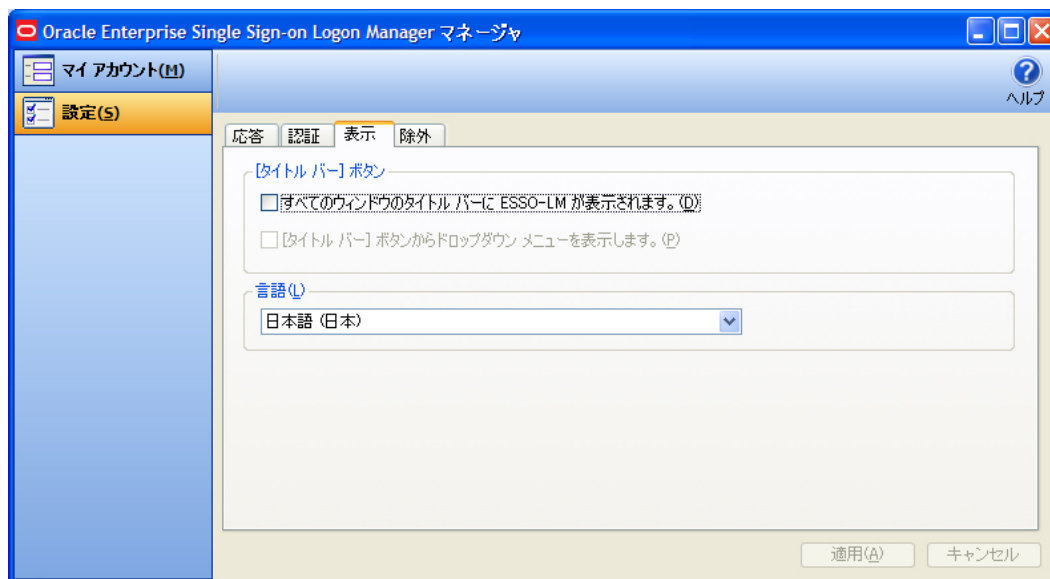 Oracle Enterprise Single Sign-on Logon Manager マネージャ
マイ アカウント(M)
設定(S)
ヘルプ
応答 認証 表示 除外
[タイトル バー] ボタン
すべてのウィンドウのタイトル バーに ESSO-LM が表示されます。(D)
[タイトル バー] ボタンからドロップダウン メニューを表示します。(P)
言語(L)
日本語 (日本)
適用(A) キャンセル